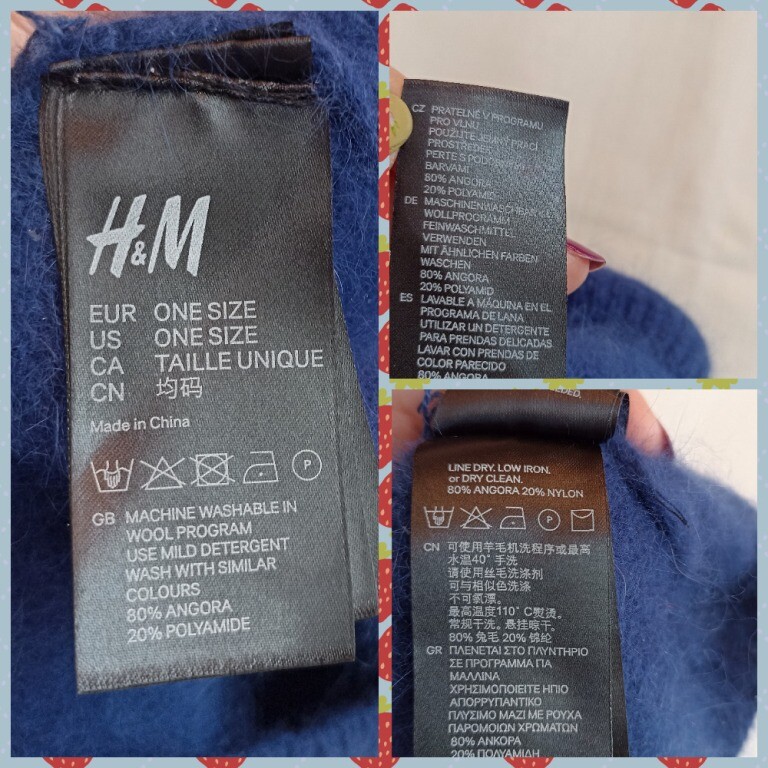 H&M
EUR ONE SIZE
US ONE SIZE
CA TAILLE UNIQUE
CN 均码
Made in China
P
GB MACHINE WASHABLE IN
WOOL PROGRAM
USE MILD DETERGENT
WASH WITH SIMILAR
COLOURS
80% ANGORA
20% POLYAMIDE
CZ PRATELNÉ V PROGRAMU
PRO VLNU
POUŽIJTE JEMNÝ PRACÍ
PROSTŘEDEK
PERTE S
BARVAMI
80% ANGORA
20% POLYAMID
DE MASCHINENWASCHBAR
WOLLPROGRAMM
FEINWASCHMITTEL
VERWENDEN
MIT ÄHNLICHEN FARBEN
WASCHEN
80% ANGORA
20% POLYAMID
ES LAVABLE A MÁQUINA EN EL
PROGRAMA DE LANA
UTILIZAR UN DETERGENTE
PARA PRENDAS DELICADAS
LAVAR CON PRENDAS DE
COLOR PARECIDO
80% ANGORA
LINE DRY. LOW IRON.
or DRY CLEAN.
80% ANGORA 20% NYLON
P
CN 可使用羊毛机洗程序或最高
水温40° 手洗
请使用丝毛洗涤剂
可与相似色洗涤
不可氯漂。
最高温度110° C熨烫。
常规干洗。悬挂晾干。
80% 兔毛 20% 锦纶
GR ΠΛΕΝΕΤΑΙ ΣΤΟ ΠΛΥΝΤΗΡΙΟ
ΣΕ ΠΡΟΓΡΑΜΜΑ ΓΙΑ
ΜΑΛΛΙΝΑ
ΧΡΗΣΙΜΟΠΟΙΕΙΤΕ ΗΠΙΟ
ΑΠΟΡΡΥΠΑΝΤΙΚΟ
ΠΛΥΣΙΜΟ ΜΑΖΙ ΜΕ ΡΟΥΧΑ
ΠΑΡΟΜΟΙΩΝ ΧΡΩΜΑΤΩΝ
80% ΑΝΚΟΡΑ
20% ΠΟΛΥΑΜΙΔΗ